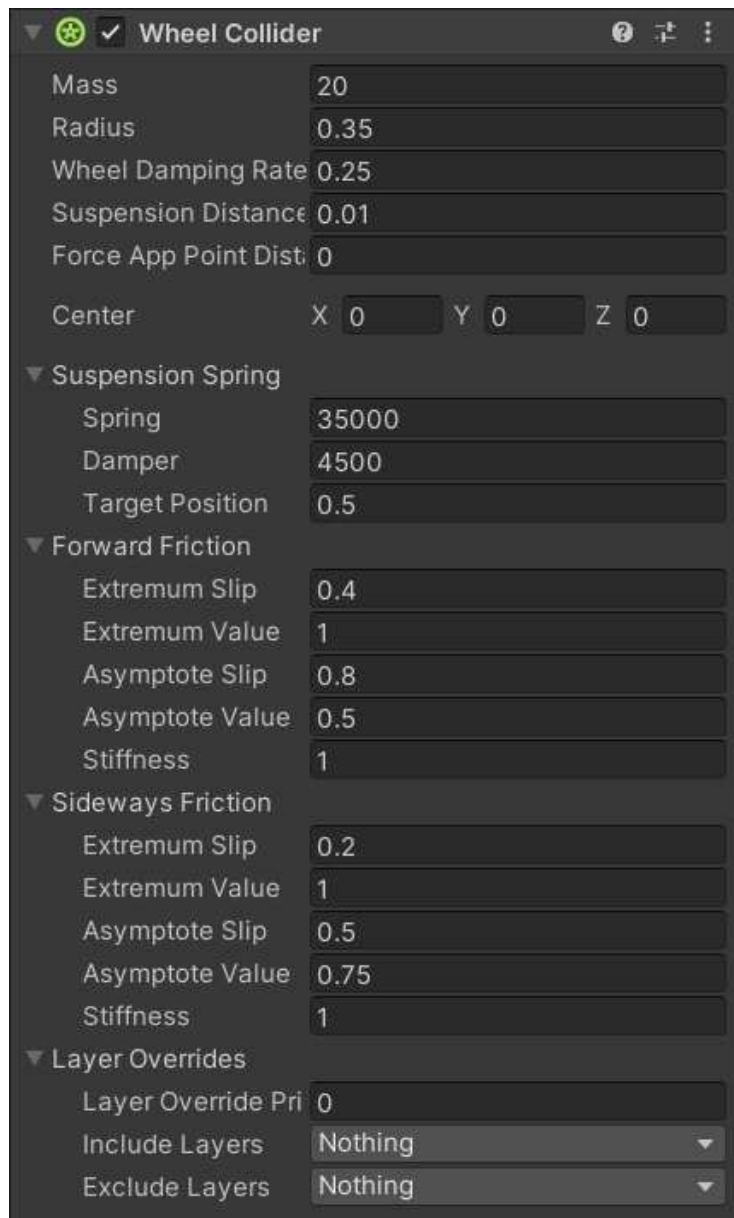 Wheel Collider
Mass 20
Radius 0.35
Wheel Damping Rate 0.25
Suspension Distance 0.01
Force App Point Dist 0
Center X 0 Y 0 Z 0
Suspension Spring
Spring 35000
Damper 4500
Target Position 0.5
Forward Friction
Extremum Slip 0.4
Extremum Value 1
Asymptote Slip 0.8
Asymptote Value 0.5
Stiffness 1
Sideways Friction
Extremum Slip 0.2
Extremum Value 1
Asymptote Slip 0.5
Asymptote Value 0.75
Stiffness 1
Layer Overrides
Layer Override Pri 0
Include Layers Nothing
Exclude Layers Nothing